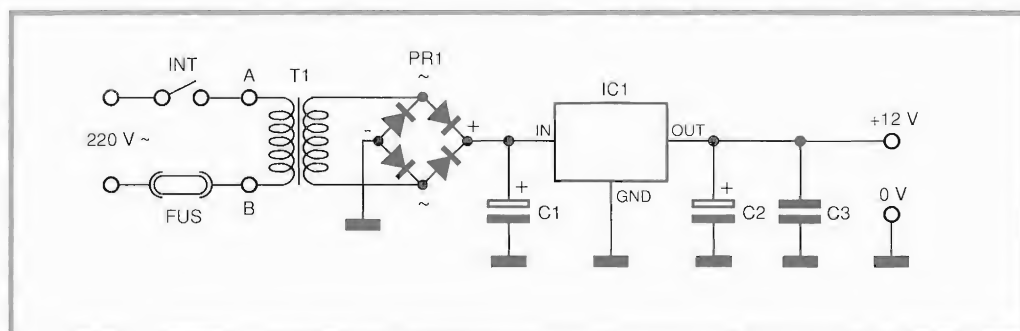 INT
A
T1
PR1
~
IC1
220 V ~
-
+
IN
OUT
+12 V
FUS
B
~
+
C1
GND
+
C2
C3
0 V